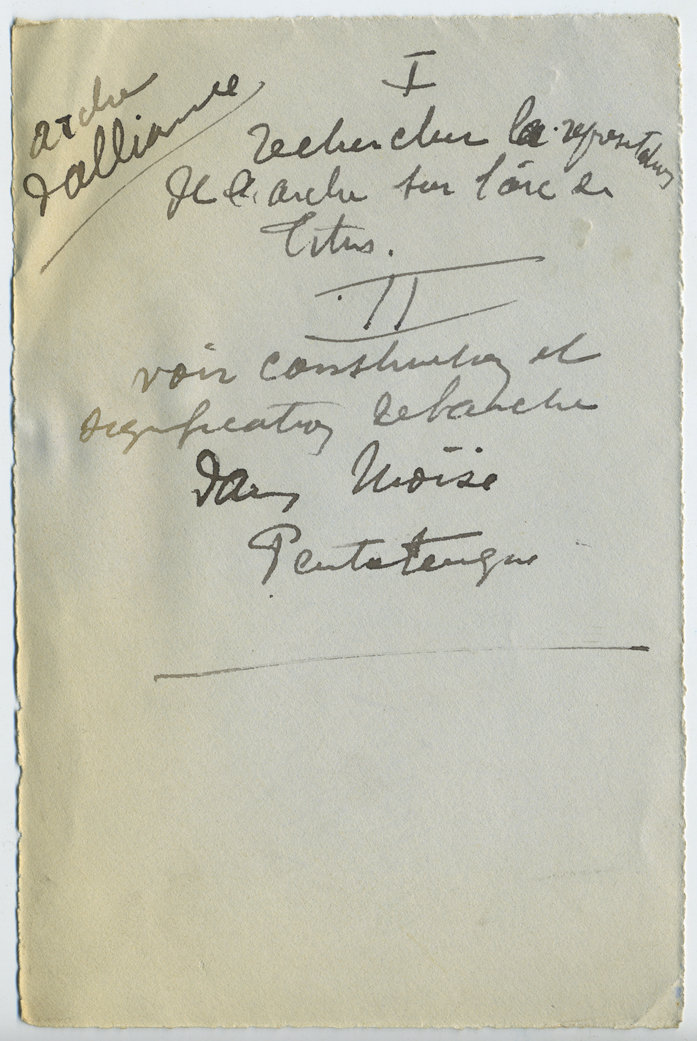 arche
d'alliance
I
rechercher la représentation
de l'arche sur l'arc de
Titus.
II
voir construction et
signification de l'arche
dans Moïse
Pentateuque